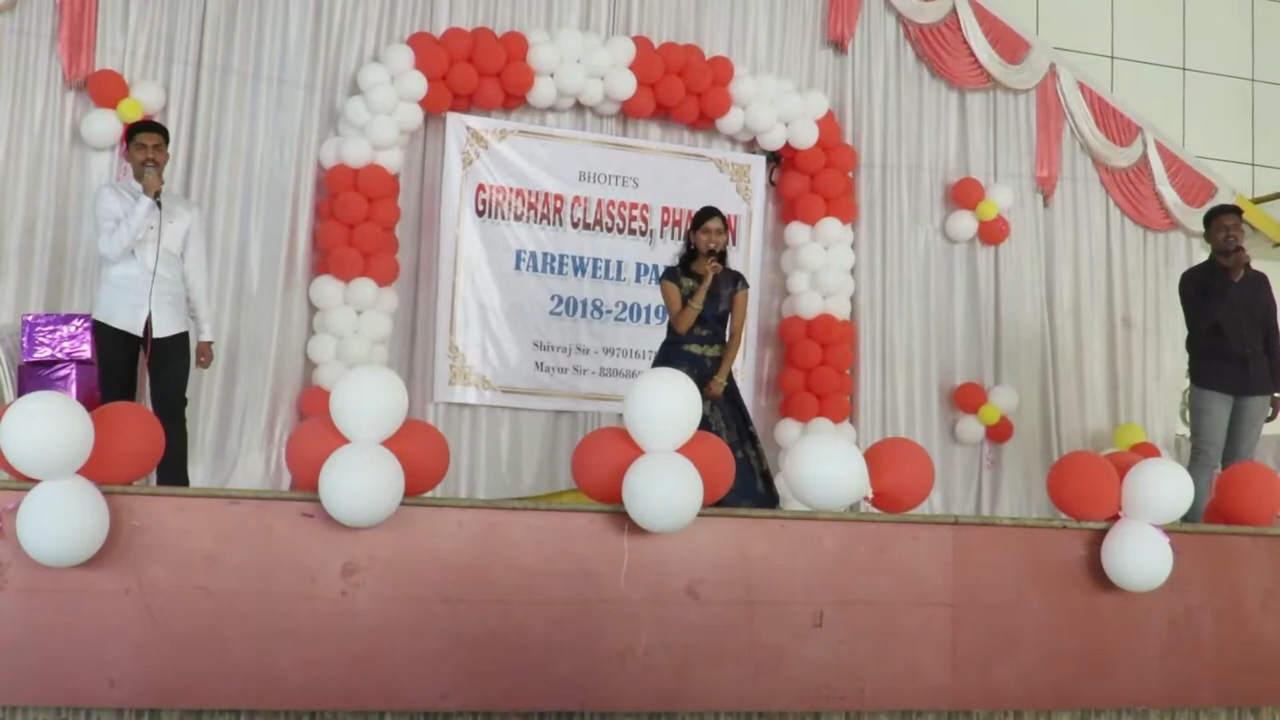 BHOITE'S
GIRIDHAR CLASSES,
FAREWELL
2018-2019
Shivraj Sir -
Mayur Sir -